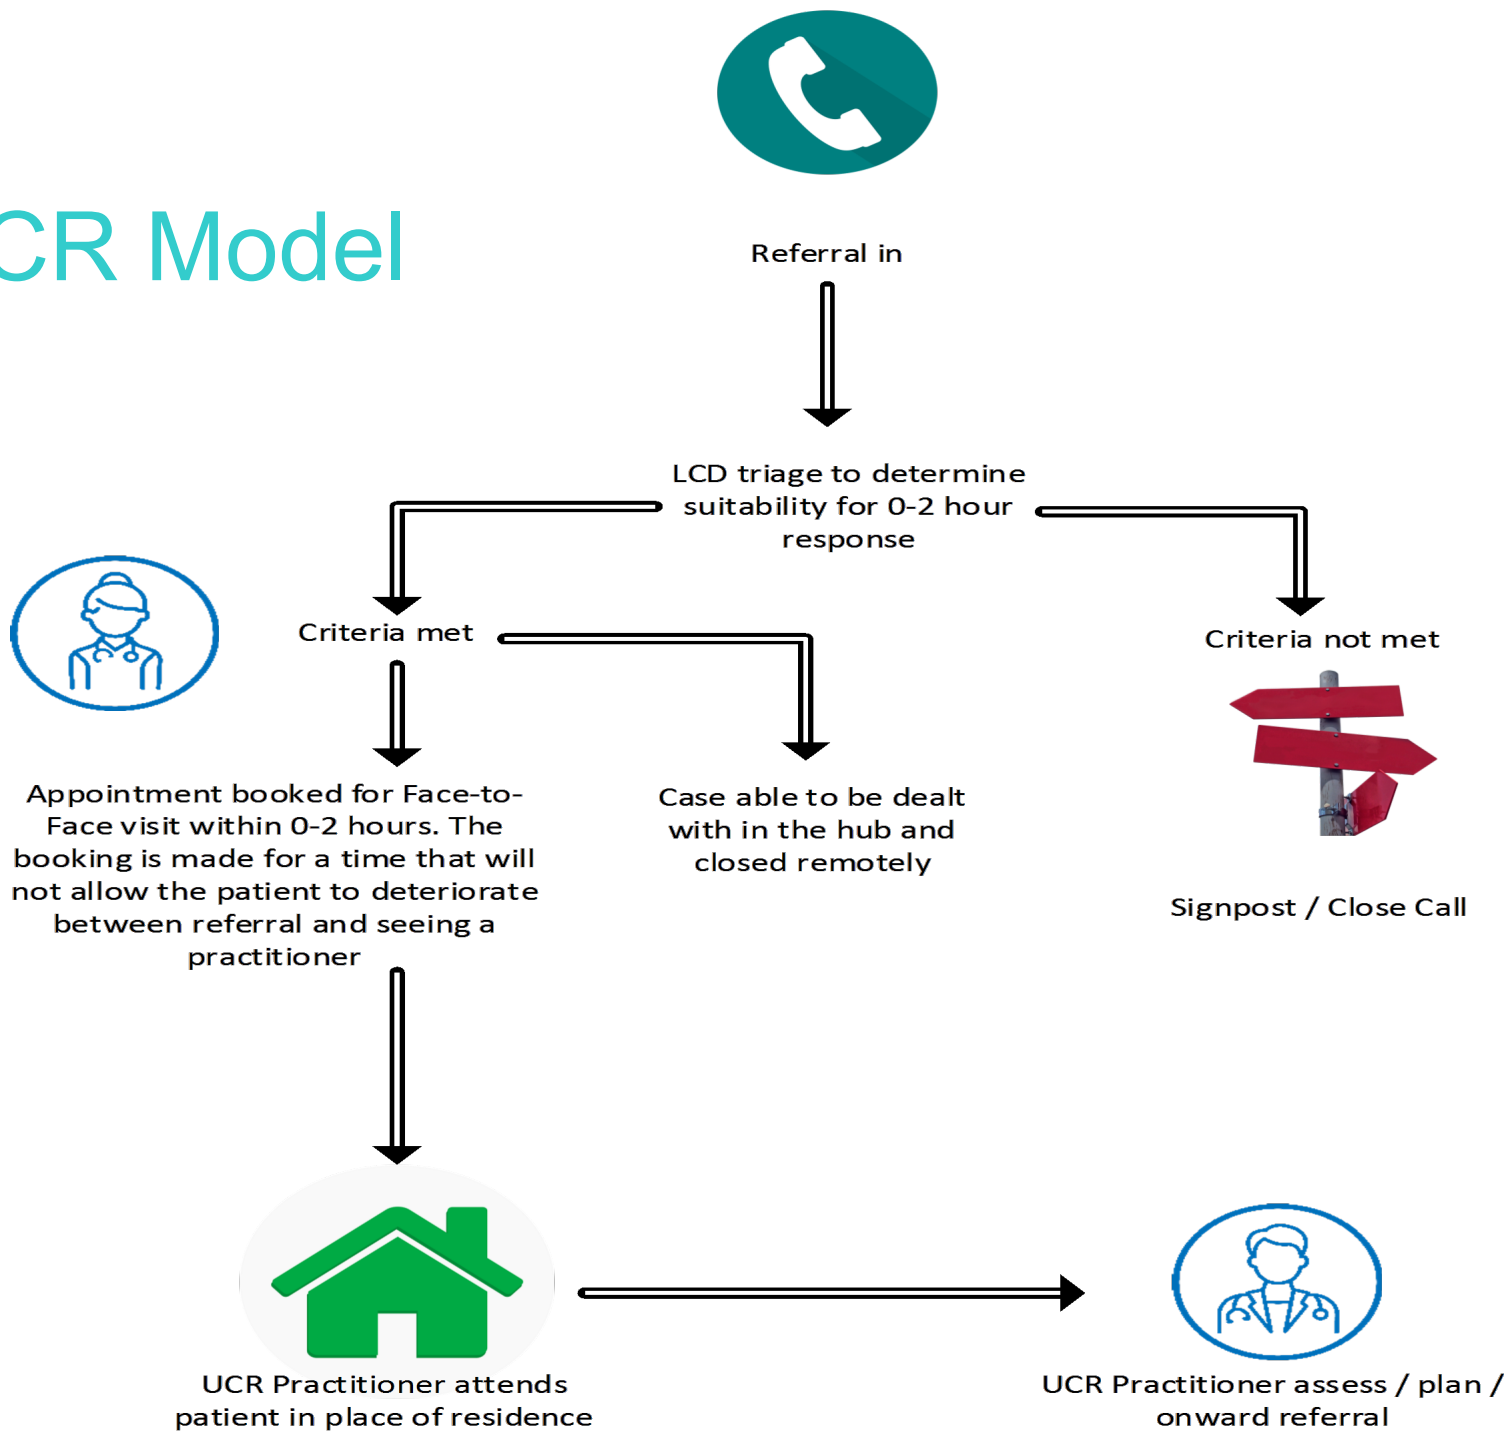 CR Model
Referral in
LCD triage to determine
suitability for 0-2 hour
response
Criteria met
Criteria not met
Appointment booked for Face-to-
Face visit within 0-2 hours. The
booking is made for a time that will
not allow the patient to deteriorate
between referral and seeing a
practitioner
Case able to be dealt
with in the hub and
closed remotely
Signpost / Close Call
UCR Practitioner attends
patient in place of residence
UCR Practitioner assess / plan /
onward referral